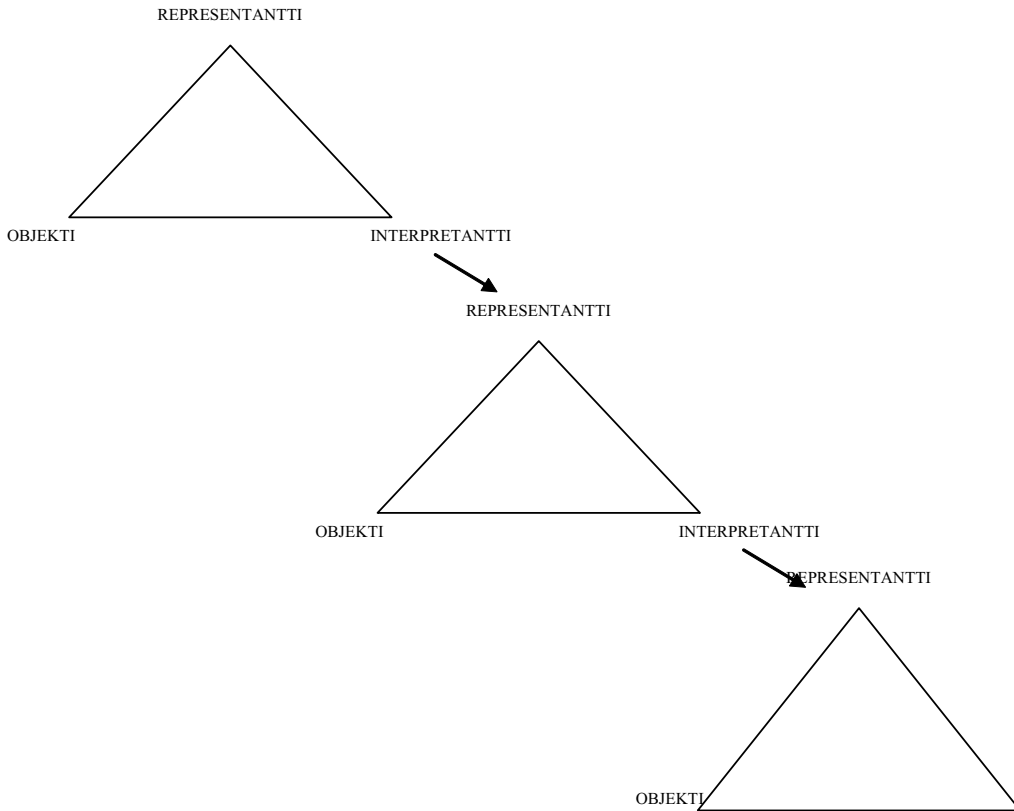 REPRESENTANTTI
OBJEKTI
INTERPRETANTTI
REPRESENTANTTI
OBJEKTI
INTERPRETANTTI
REPRESENTANTTI
OBJEKTI